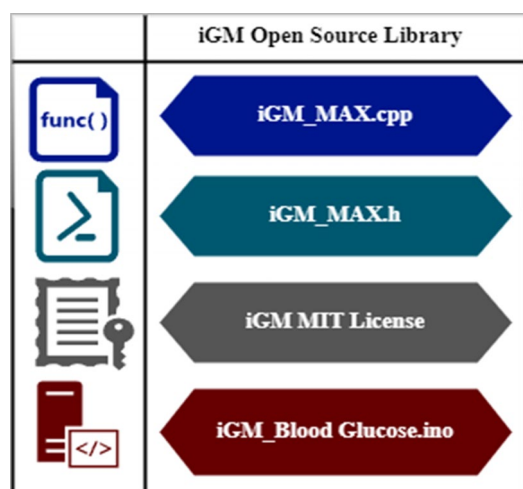 iGM Open Source Library
func()
iGM_MAX.cpp
iGM_MAX.h
iGM MIT License
iGM_Blood Glucose.ino
</>